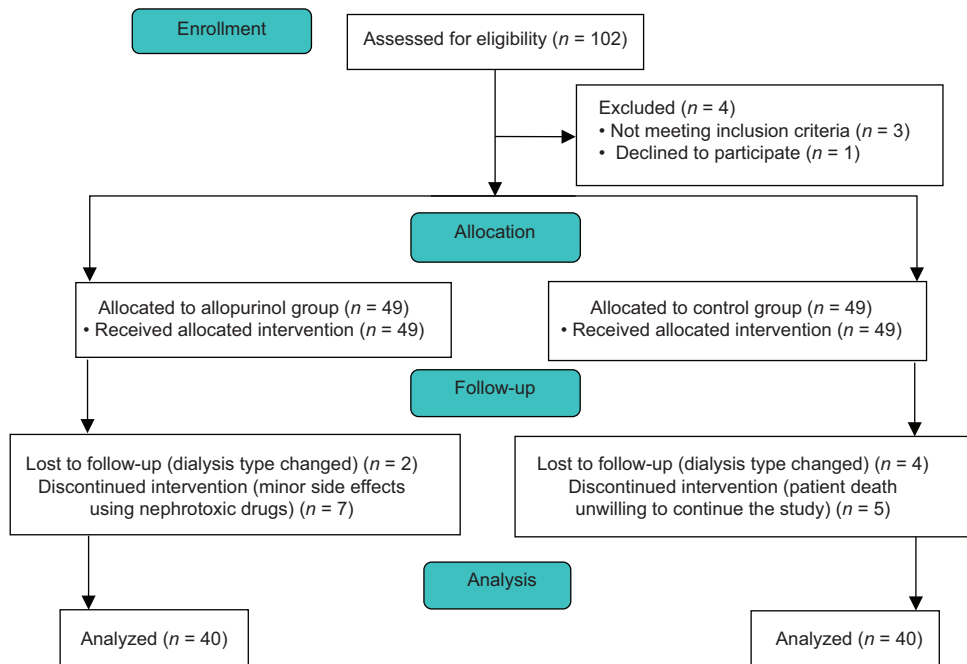 Enrollment
Assessed for eligibility (n = 102)
Excluded (n = 4)
• Not meeting inclusion criteria (n = 3)
• Declined to participate (n = 1)
Allocation
Allocated to allopurinol group (n = 49)
• Received allocated intervention (n = 49)
Allocated to control group (n = 49)
• Received allocated intervention (n = 49)
Follow-up
Lost to follow-up (dialysis type changed) (n = 2)
Discontinued intervention (minor side effects
using nephrotoxic drugs) (n = 7)
Lost to follow-up (dialysis type changed) (n = 4)
Discontinued intervention (patient death
unwilling to continue the study) (n = 5)
Analysis
Analyzed (n = 40)
Analyzed (n = 40)